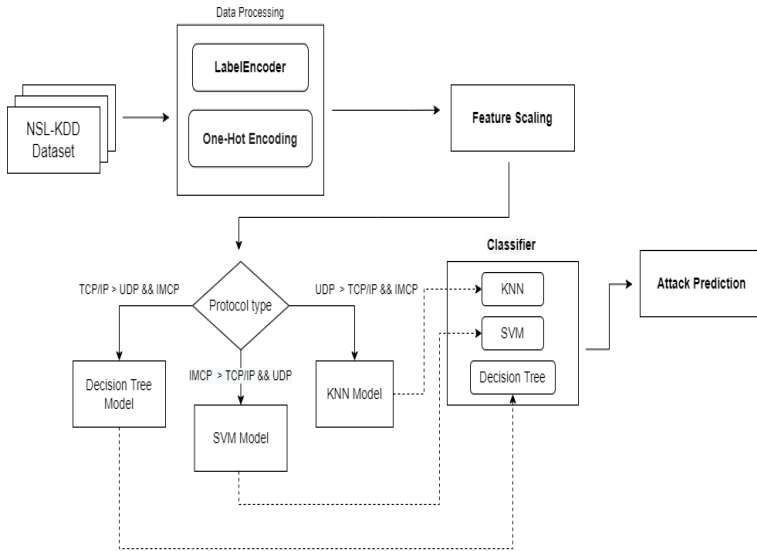 Data Processing
LabelEncoder
One-Hot Encoding
NSL-KDD
Dataset
Feature Scaling
Classifier
KNN
SVM
Decision Tree
Attack Prediction
TCP/IP > UDP && IMCP
Protocol type
UDP > TCP/IP && IMCP
IMCP > TCP/IP && UDP
Decision Tree
Model
SVM Model
KNN Model